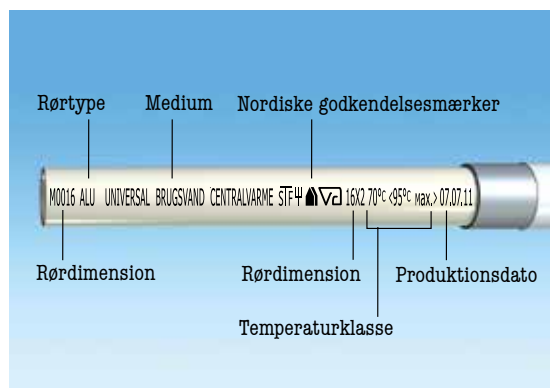 Rørtype Medium Nordiske godkendelsesmærker
M0016 ALU UNIVERSAL BRUGSVAND CENTRALVARME STF 16X2 70°C <95°C max.> 07.07.11
Rørdimension Rørdimension Produktionsdato
Temperaturklasse